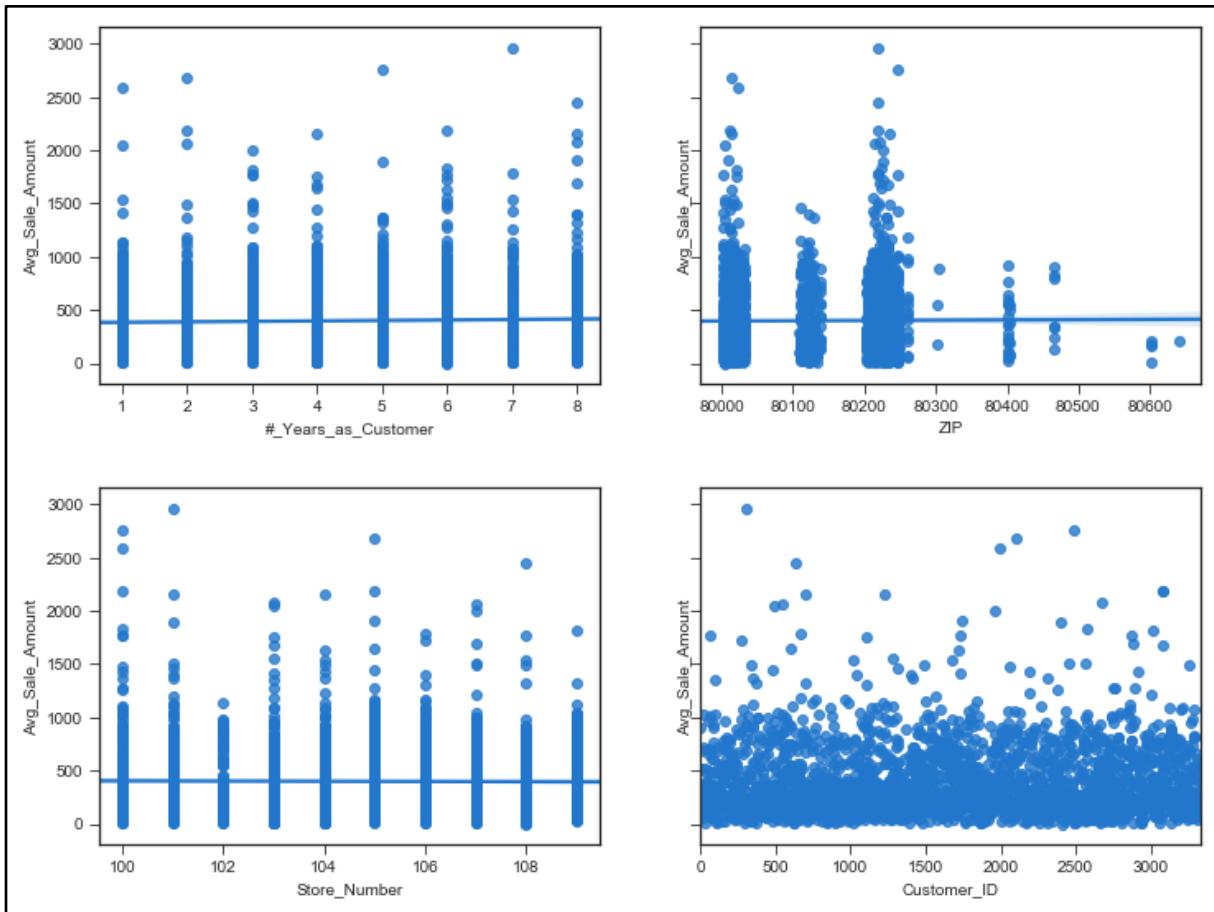 3000
2500
2000
1500
1000
500
0
Avg_Sale_Amount
1 2 3 4 5 6 7 8
#_Years_as_Customer
Avg_Sale_Amount
80000 80100 80200 80300 80400 80500 80600
ZIP
3000
2500
2000
1500
1000
500
0
Avg_Sale_Amount
100 102 104 106 108
Store_Number
Avg_Sale_Amount
0 500 1000 1500 2000 2500 3000
Customer_ID